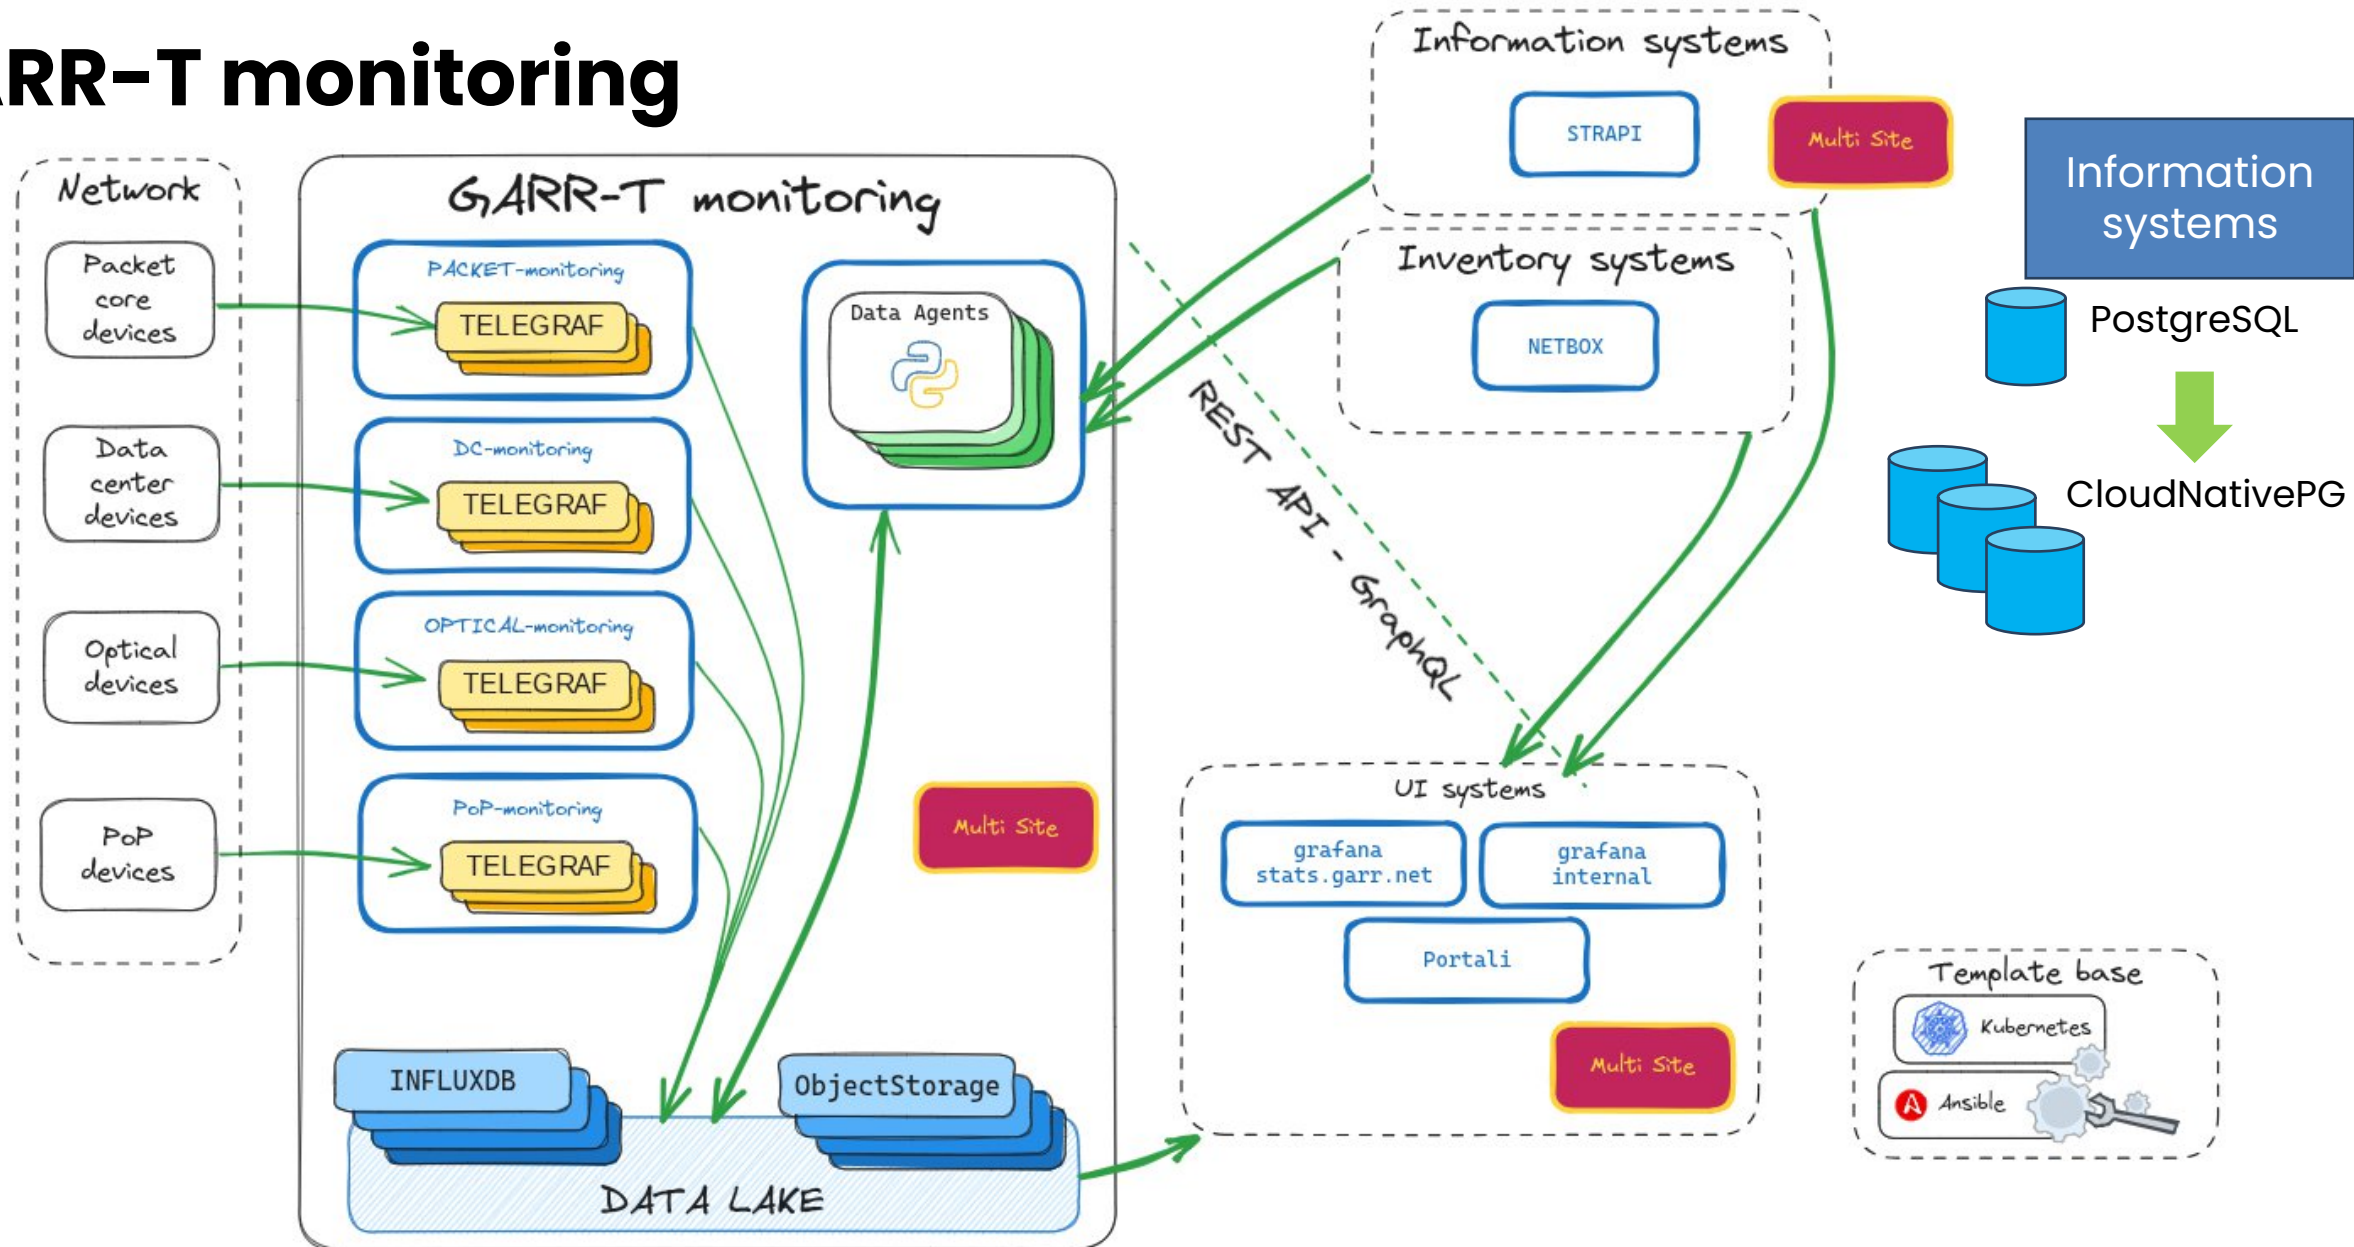 ARR-T monitoring
Network
Packet
core
devices
Data
center
devices
Optical
devices
PoP
devices
GARR-T monitoring
PACKET-monitoring
TELEGRAF
DC-monitoring
TELEGRAF
OPTICAL-monitoring
TELEGRAF
PoP-monitoring
TELEGRAF
Data Agents
Multi Site
INFLUXDB
ObjectStorage
DATA LAKE
Information systems
STRAPI
Multi Site
Inventory systems
NETBOX
REST API - GraphQL
UI systems
grafana
stats.garr.net
grafana
internal
Portali
Multi Site
Information
systems
PostgreSQL
CloudNativePG
Template base
Kubernetes
Ansible